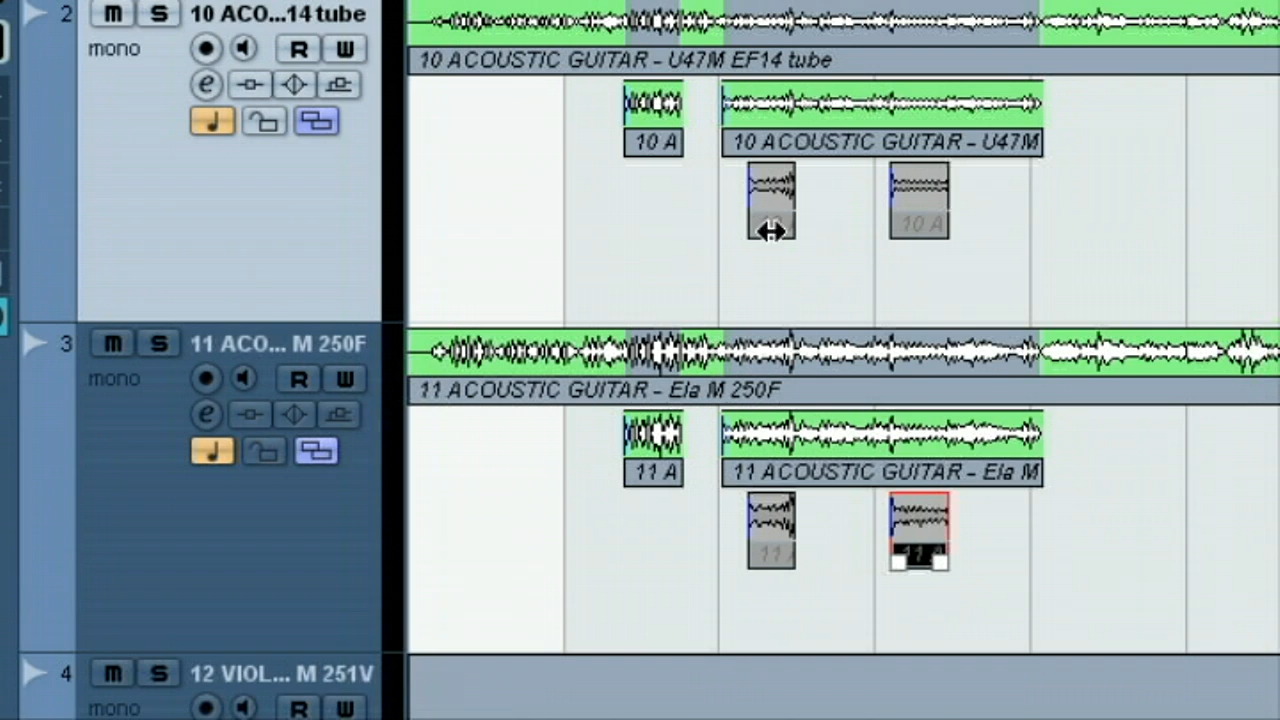 2 M S 10 ACO...14 tube
mono R W
e
10 ACOUSTIC GUITAR - U47M EF14 tube
10 A 10 ACOUSTIC GUITAR - U47M
10 A
3 M S 11 ACO... M 250F
mono R W
e
11 ACOUSTIC GUITAR - Ela M 250F
11 A 11 ACOUSTIC GUITAR - Ela M
11 11 A
4 M S 12 VIOL... M 251V
mono R W